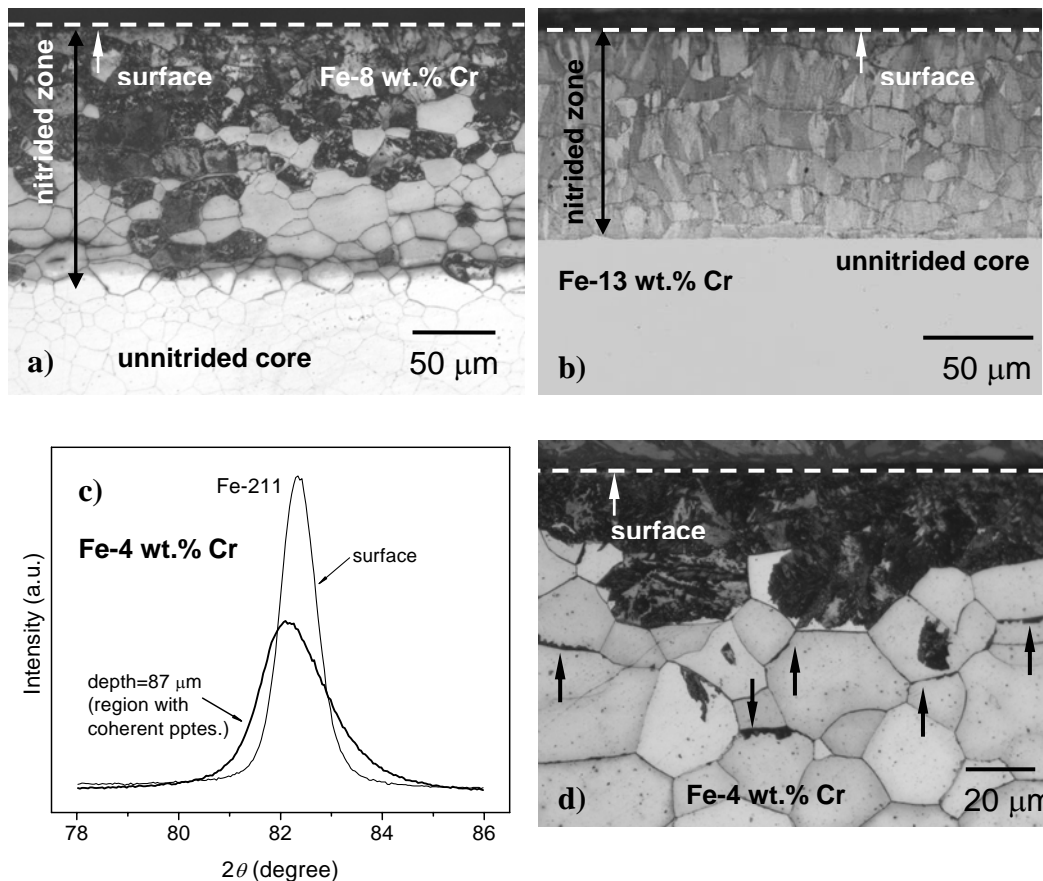 nitrided zone
surface
Fe-8 wt.% Cr
unnitrided core
50 μm
a)
nitrided zone
surface
unnitrided core
Fe-13 wt.% Cr
50 μm
b)
c)
Fe-211
Fe-4 wt.% Cr
surface
depth=87 μm
(region with
coherent pptes.)
Intensity (a.u.)
78
80
82
84
86
2θ (degree)
surface
d)
Fe-4 wt.% Cr
20 μm